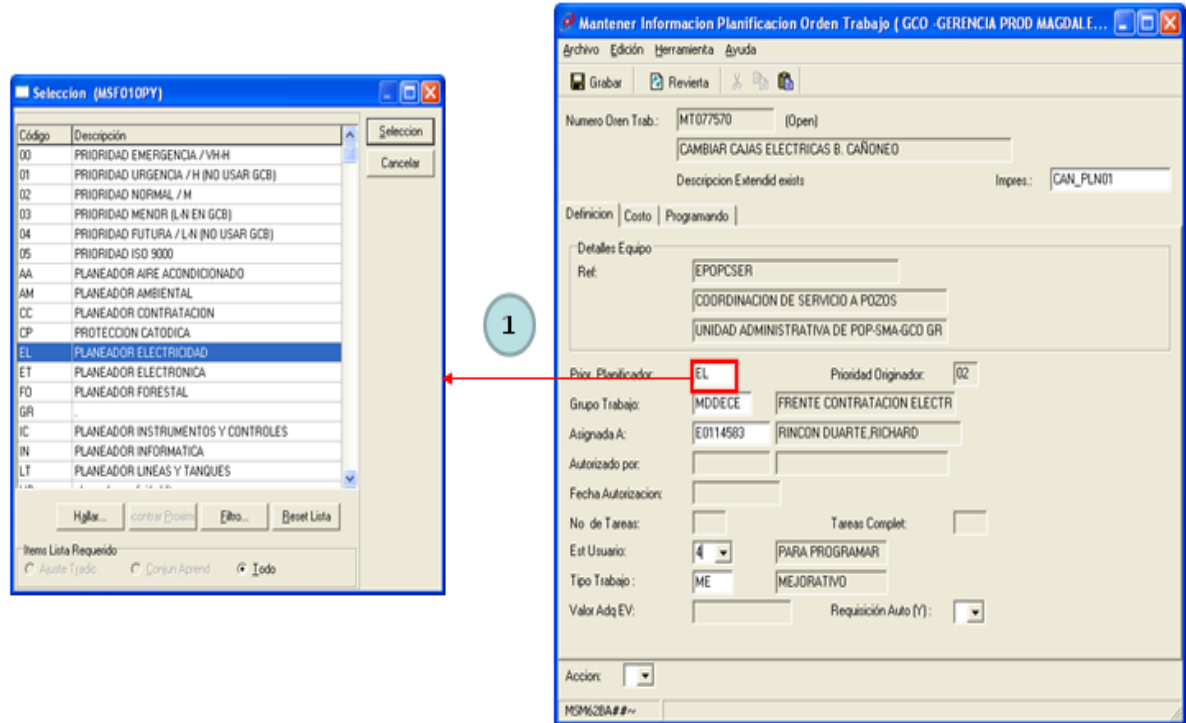 Seleccion (MSF010PY)
Código Descripción
00 PRIORIDAD EMERGENCIA / VH-H
01 PRIORIDAD URGENCIA / H (NO USAR GCB)
02 PRIORIDAD NORMAL / M
03 PRIORIDAD MENOR (L-N EN GCB)
04 PRIORIDAD FUTURA / L-N (NO USAR GCB)
05 PRIORIDAD ISO 9000
AA PLANEADOR AIRE ACONDICIONADO
AM PLANEADOR AMBIENTAL
CC PLANEADOR CONTRATACION
CP PROTECCION CATODICA
EL PLANEADOR ELECTRICIDAD
ET PLANEADOR ELECTRONICA
FO PLANEADOR FORESTAL
GR .
IC PLANEADOR INSTRUMENTOS Y CONTROLES
IN PLANEADOR INFORMATICA
LT PLANEADOR LINEAS Y TANQUES
Seleccion
Cancelar
Hallar... contrar Proximo Filtro... Reset Lista
Items Lista Requerido
Ajuste Tradic Conjun Aprend Todo
1
Mantener Informacion Planificacion Orden Trabajo ( GCO -GERENCIA PROD MAGDALE...
Archivo Edición Herramienta Ayuda
Grabar Revierta
Numero Oren Trab.: MT077570 (Open)
CAMBIAR CAJAS ELECTRICAS B. CAÑONEO
Descripcion Extendid exists Impres.: CAN_PLN01
Definicion Costo Programando
Detalles Equipo
Ref: EPOPCSER
COORDINACION DE SERVICIO A POZOS
UNIDAD ADMINISTRATIVA DE POP-SMA-GCO GR
Prior. Planificador: EL Prioridad Originador: 02
Grupo Trabajo: MDDECE FRENTE CONTRATACION ELECTR
Asignada A: E0114583 RINCON DUARTE,RICHARD
Autorizado por:
Fecha Autorizacion:
No de Tareas: Tareas Complet:
Est Usuario: 4 PARA PROGRAMAR
Tipo Trabajo : ME MEJORATIVO
Valor Adq EV: Requisición Auto (Y) :
Accion:
MSM62BA##~